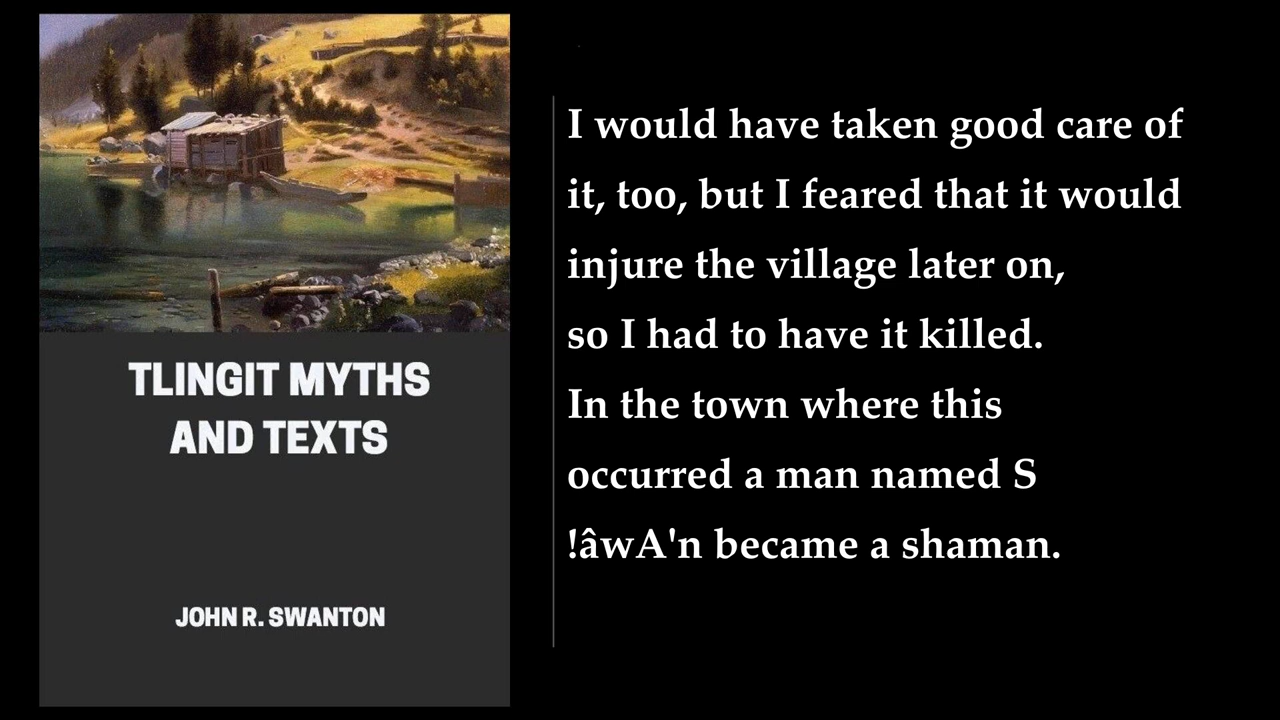 TLINGIT MYTHS
AND TEXTS
JOHN R. SWANTON
I would have taken good care of
it, too, but I feared that it would
injure the village later on,
so I had to have it killed.
In the town where this
occurred a man named S
!âwA'n became a shaman.